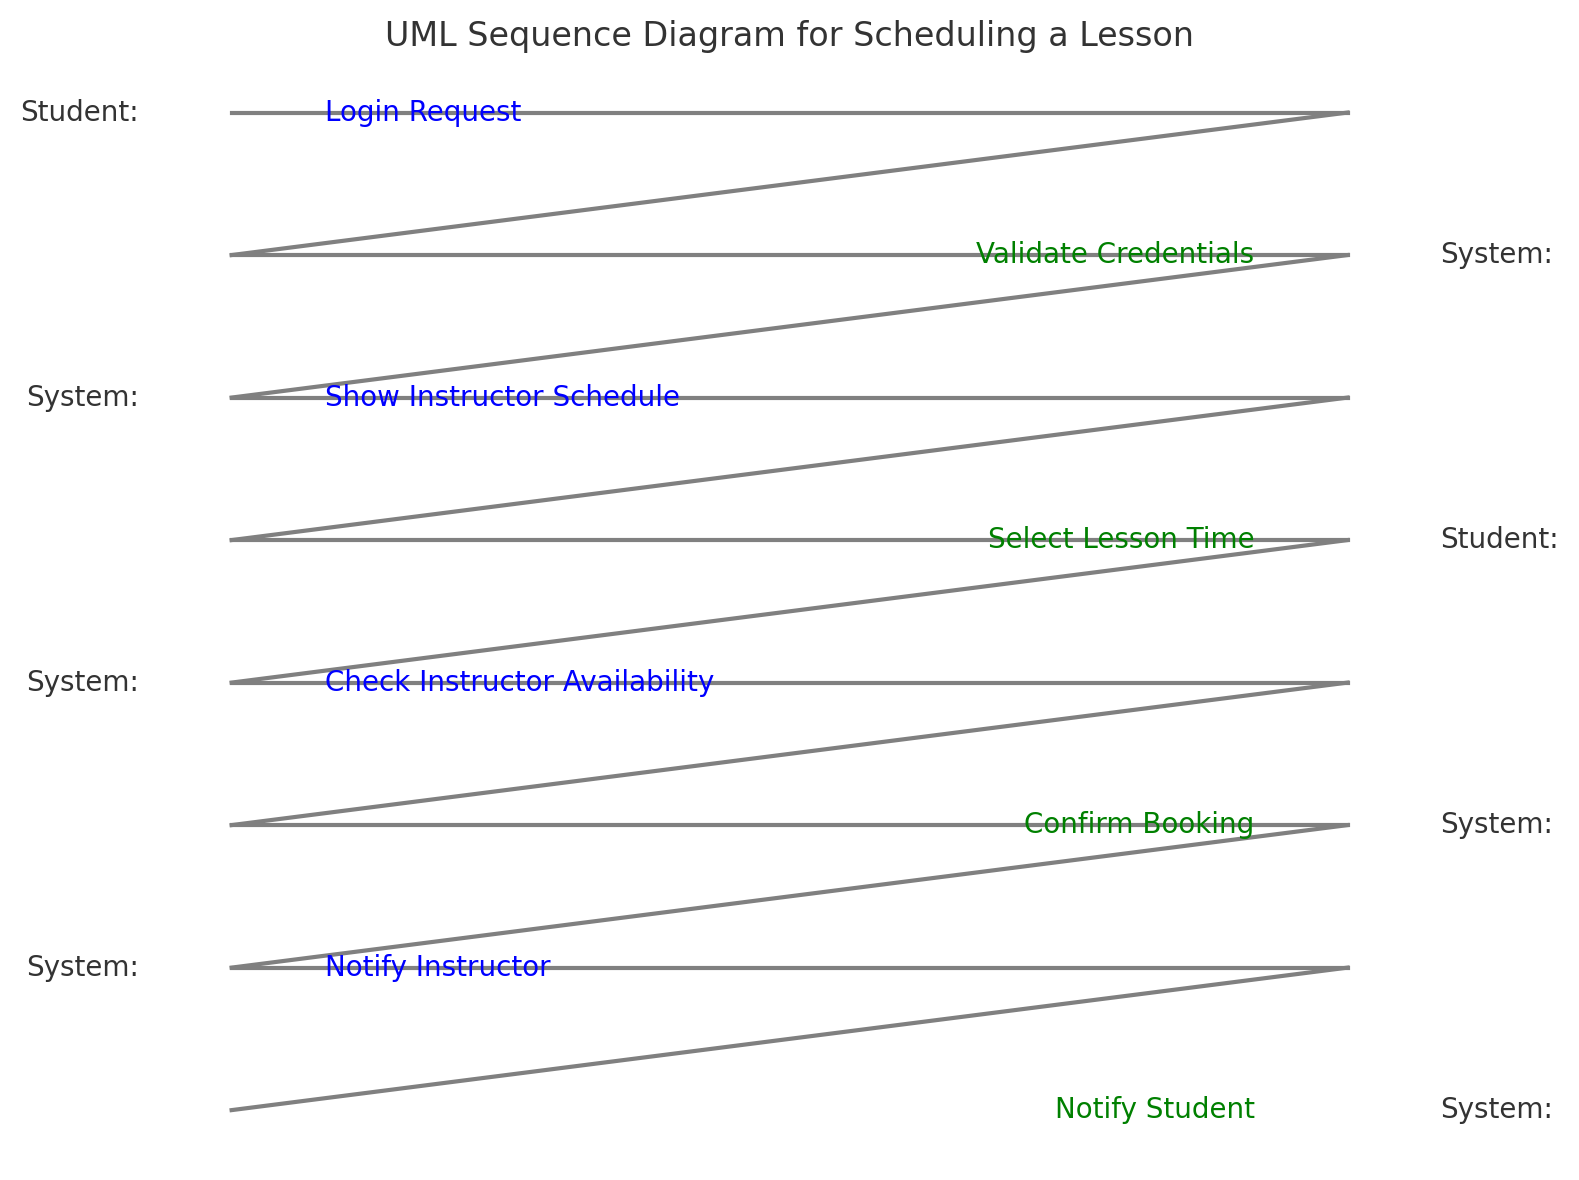 UML Sequence Diagram for Scheduling a Lesson
Student: Login Request
Validate Credentials System:
System: Show Instructor Schedule
Select Lesson Time Student:
System: Check Instructor Availability
Confirm Booking System:
System: Notify Instructor
Notify Student System: